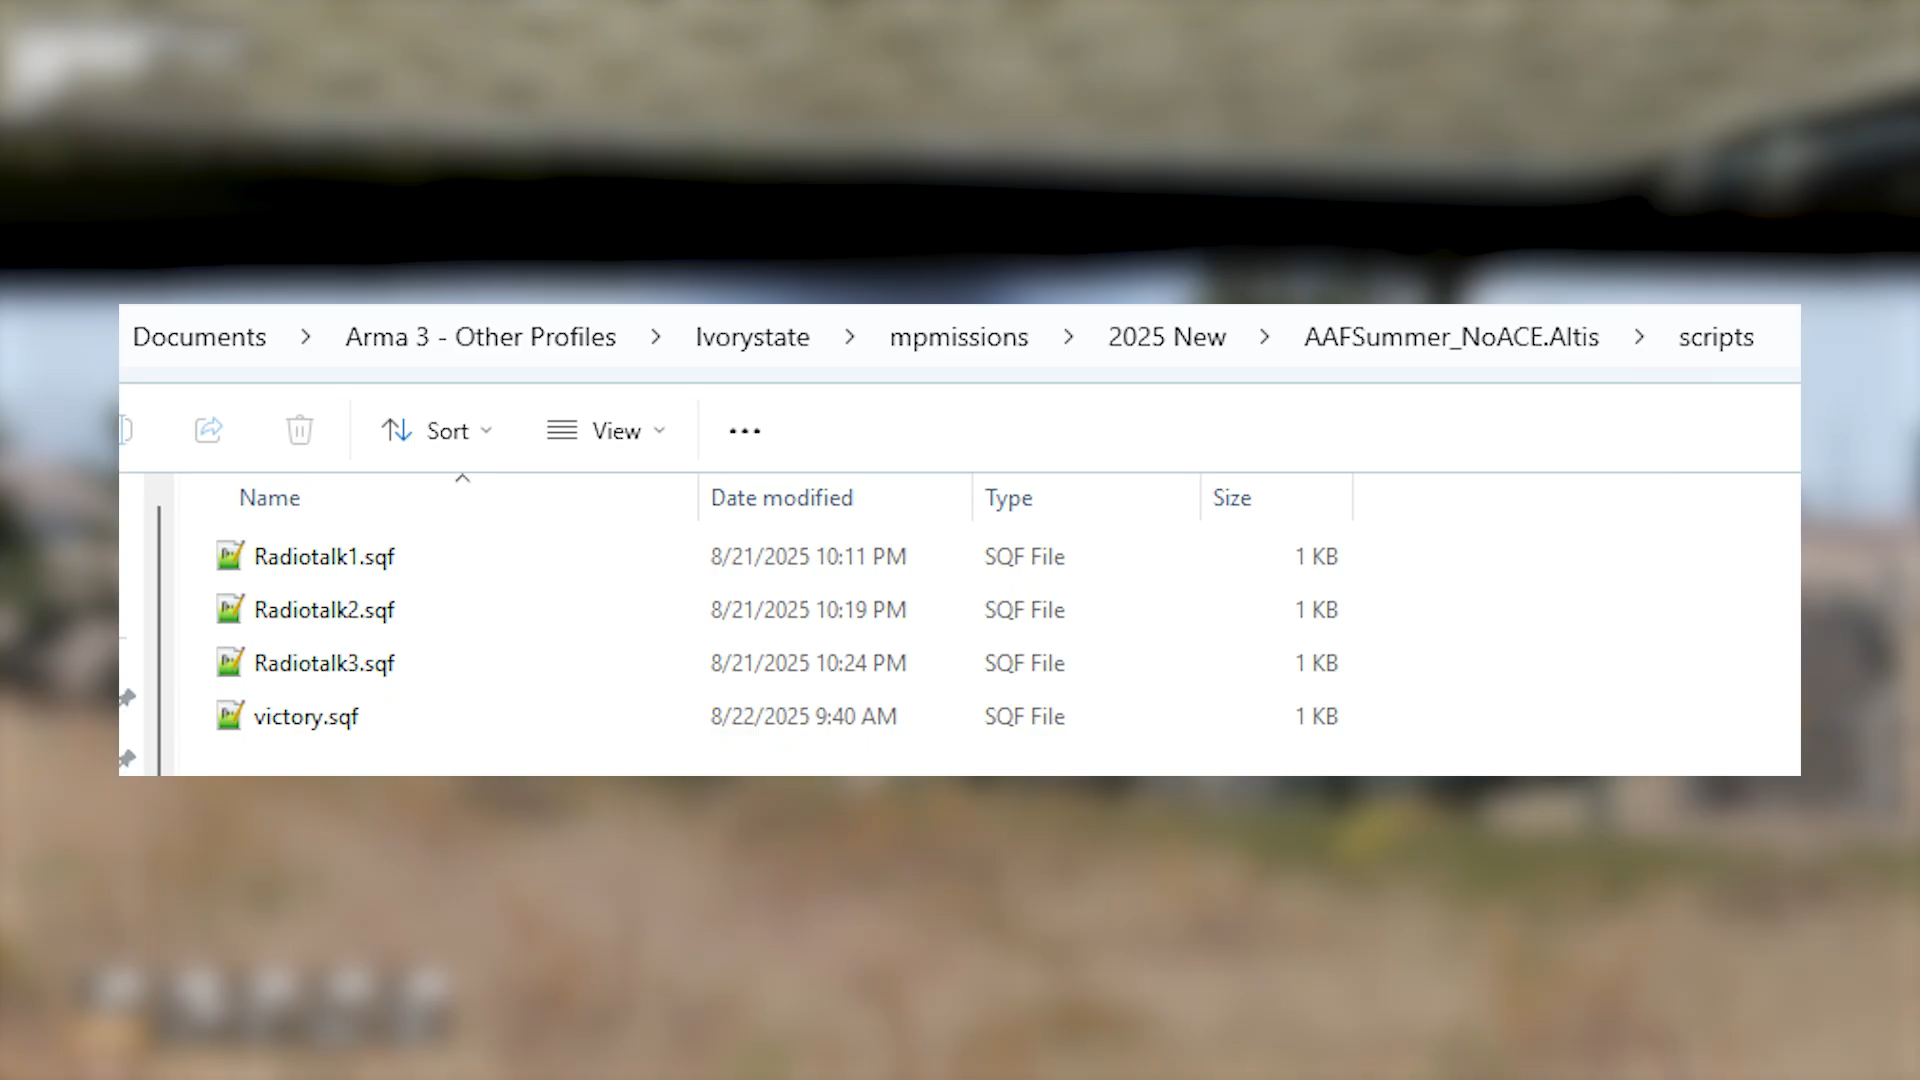 Documents > Arma 3 - Other Profiles > Ivorystate > mpmissions > 2025 New > AAFSummer_NoACE.Altis > scripts
Sort View
Name Date modified Type Size
Radiotalk1.sqf 8/21/2025 10:11 PM SQF File 1 KB
Radiotalk2.sqf 8/21/2025 10:19 PM SQF File 1 KB
Radiotalk3.sqf 8/21/2025 10:24 PM SQF File 1 KB
victory.sqf 8/22/2025 9:40 AM SQF File 1 KB